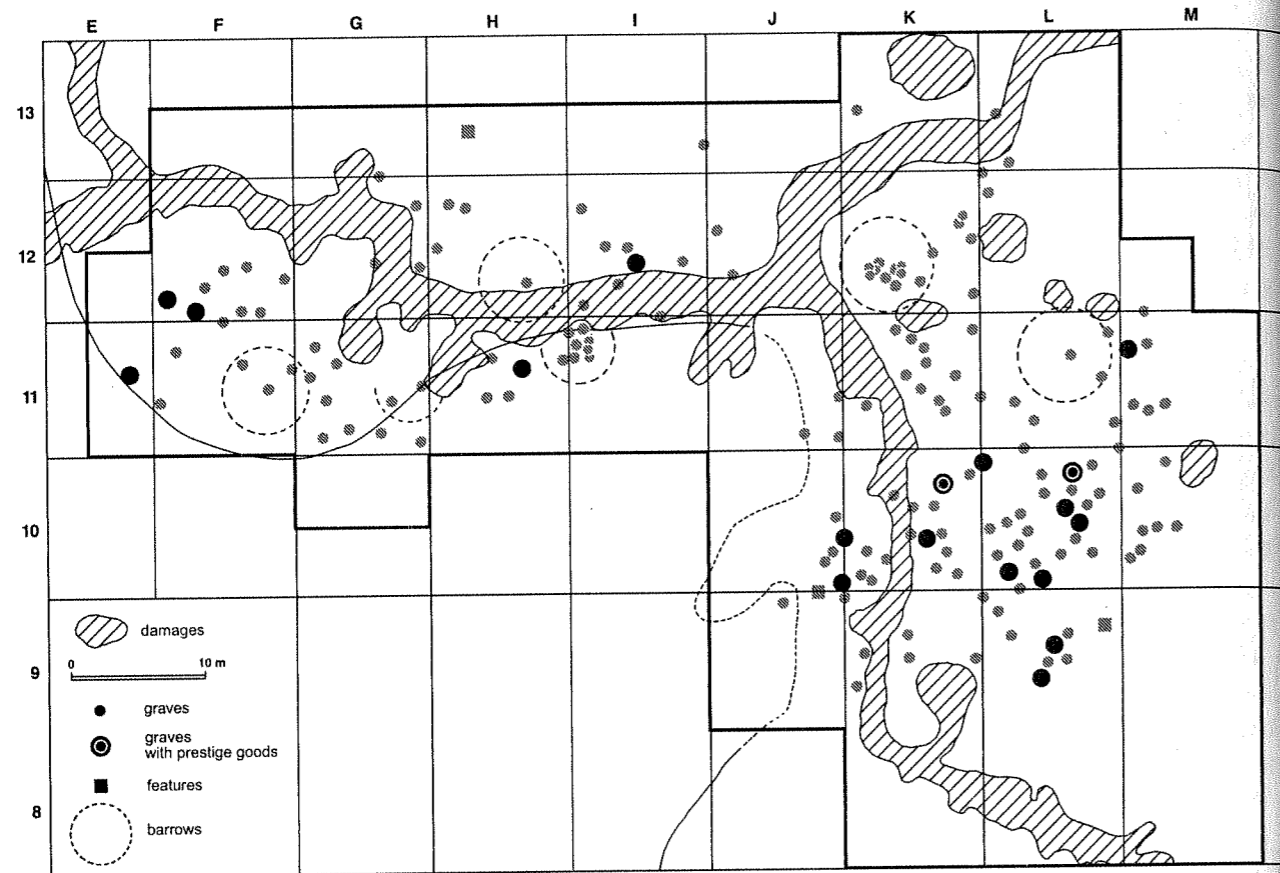 E F G H I J K L M
13
12
11
10
9
8
damages
0 10 m
graves
graves
with prestige goods
features
barrows